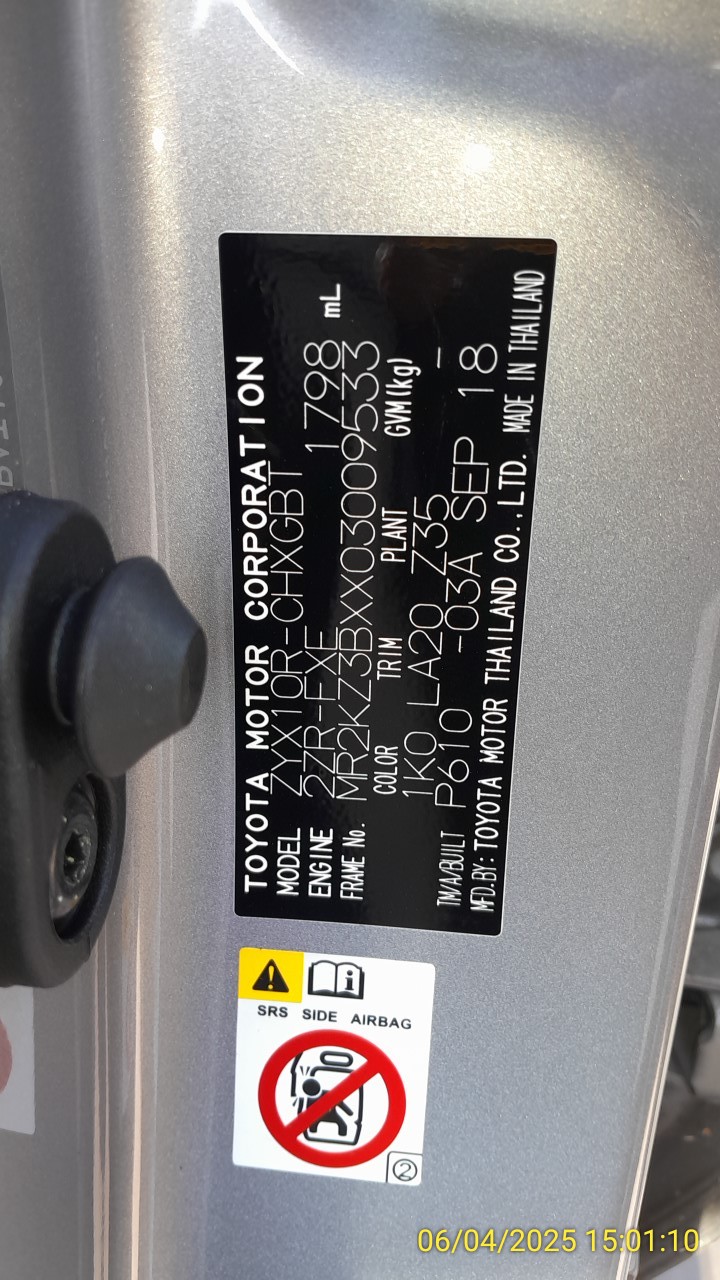 TOYOTA MOTOR CORPORATION
MODEL ZYX10R-CHXGBT
ENGINE 2ZR-FXE 1798 mL
FRAME No. MR2KZ3BXX03009533
COLOR TRIM PLANT GVM(kg)
1K0 LA20 Z35 –
TM/A/BUILT P610 -03A SEP 18
MFD.BY: TOYOTA MOTOR THAILAND CO.,LTD. MADE IN THAILAND
SRS SIDE AIRBAG
2
06/04/2025 15:01:10